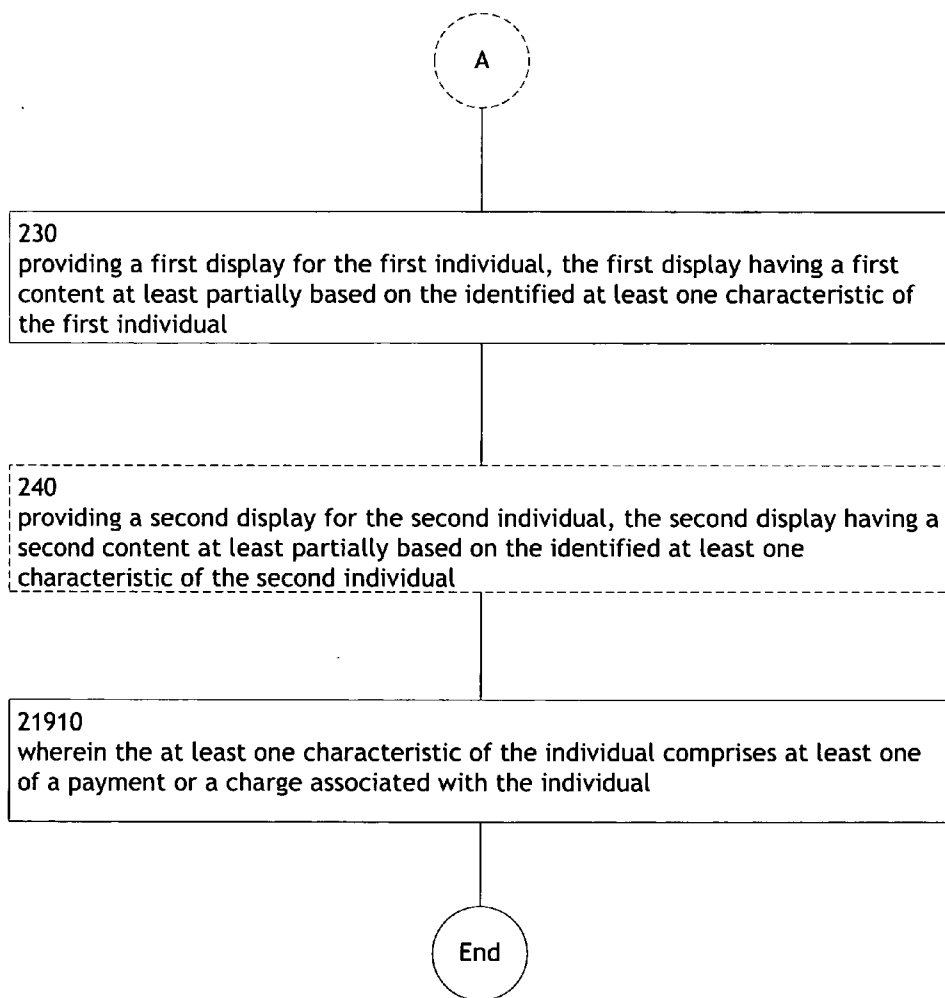 A
230
providing a first display for the first individual, the first display having a first
content at least partially based on the identified at least one characteristic of
the first individual
240
providing a second display for the second individual, the second display having a
second content at least partially based on the identified at least one
characteristic of the second individual
21910
wherein the at least one characteristic of the individual comprises at least one
of a payment or a charge associated with the individual
End